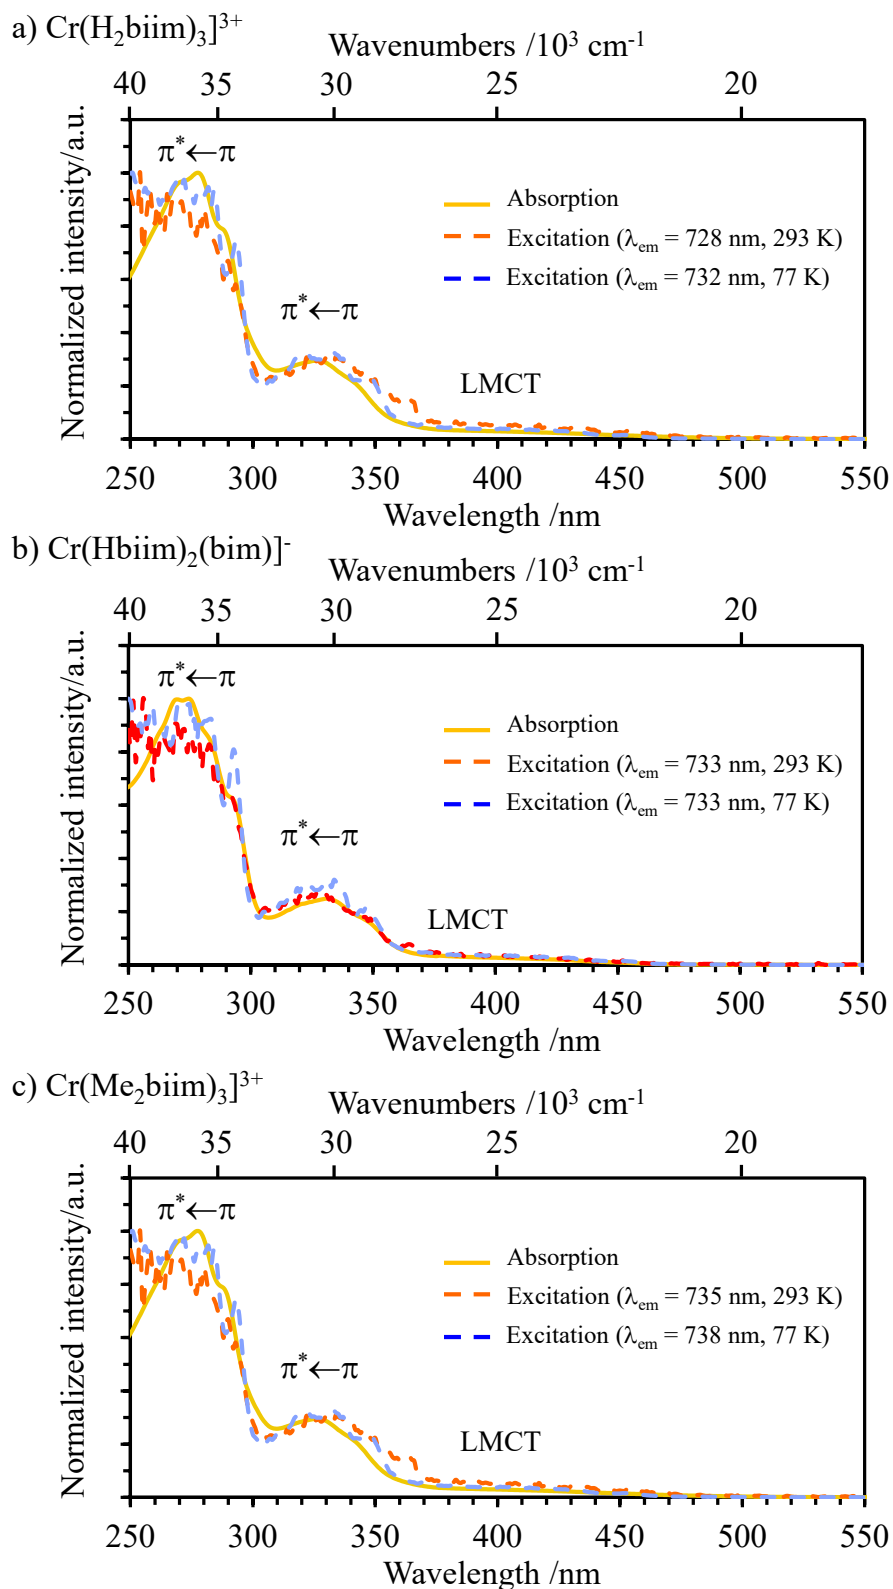 a) Cr(H₂biim)₃]³⁺
Wavenumbers /10³ cm⁻¹
40 35 30 25 20
π*←π
Absorption
Excitation (λem = 728 nm, 293 K)
Excitation (λem = 732 nm, 77 K)
π*←π
LMCT
Normalized intensity/a.u.
250 300 350 400 450 500 550
Wavelength /nm
b) Cr(Hbiim)₂(bim)]⁻
Wavenumbers /10³ cm⁻¹
40 35 30 25 20
π*←π
Absorption
Excitation (λem = 733 nm, 293 K)
Excitation (λem = 733 nm, 77 K)
π*←π
LMCT
Normalized intensity/a.u.
250 300 350 400 450 500 550
Wavelength /nm
c) Cr(Me₂biim)₃]³⁺
Wavenumbers /10³ cm⁻¹
40 35 30 25 20
π*←π
Absorption
Excitation (λem = 735 nm, 293 K)
Excitation (λem = 738 nm, 77 K)
π*←π
LMCT
Normalized intensity/a.u.
250 300 350 400 450 500 550
Wavelength /nm